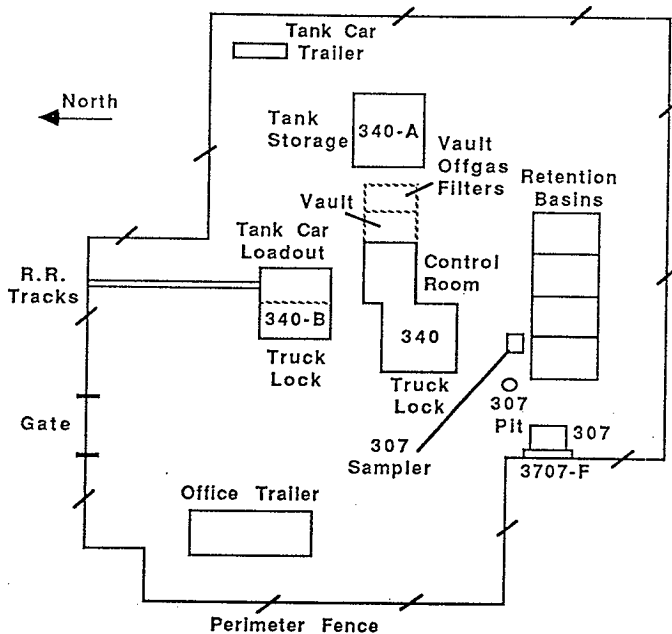 Tank Car
Trailer
North
Tank
Storage
340-A
Vault
Offgas
Filters
Retention
Basins
Vault
Tank Car
Loadout
R.R.
Tracks
Control
Room
340-B
340
Truck
Lock
Truck
Lock
307
Pit
Gate
307
Sampler
307
3707-F
Office Trailer
Perimeter Fence